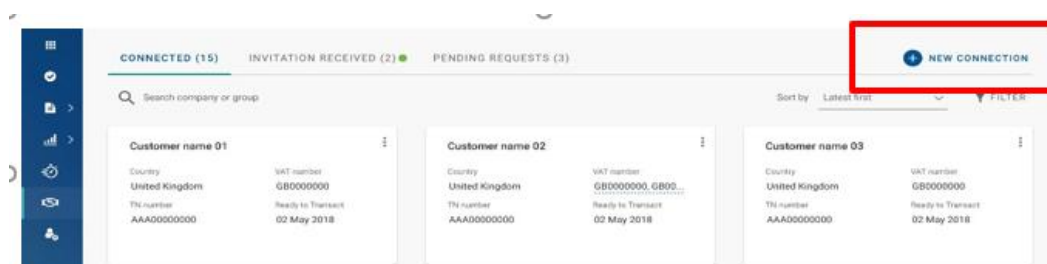 CONNECTED (15) INVITATION RECEIVED (2) PENDING REQUESTS (3) NEW CONNECTION
Search company or group Sort by Latest first FILTER
Customer name 01 Customer name 02 Customer name 03
Country VAT number Country VAT number Country VAT number
United Kingdom GB0000000 United Kingdom GB0000000, GB00... United Kingdom GB0000000
TN number Ready to Transact TN number Ready to Transact TN number Ready to Transact
AAA00000000 02 May 2018 AAA00000000 02 May 2018 AAA00000000 02 May 2018